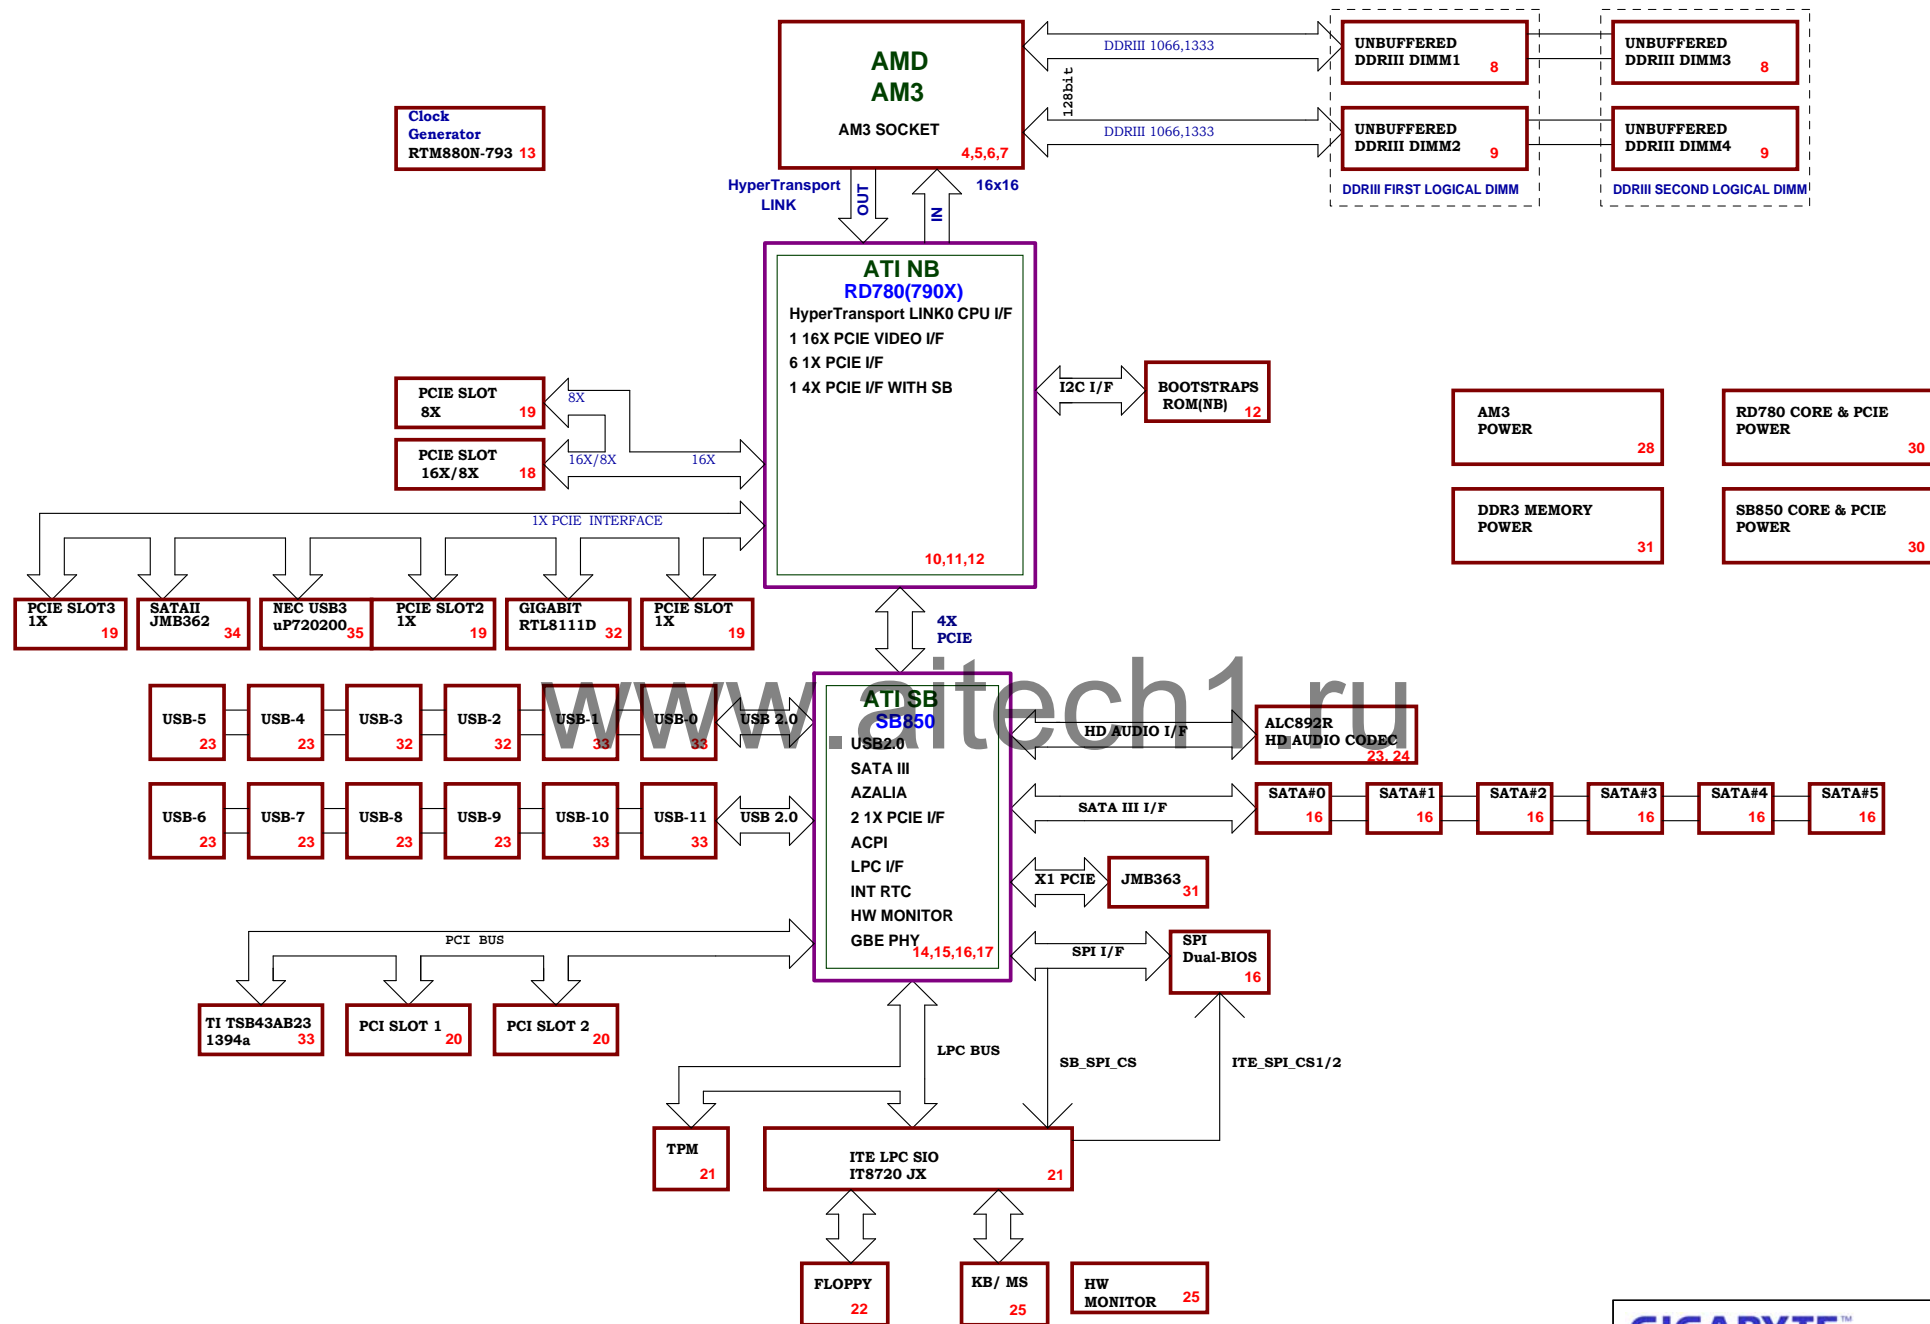 AMD
AM3
AM3 SOCKET
4,5,6,7
DDRIII 1066,1333
128bit
DDRIII 1066,1333
UNBUFFERED
DDRIII DIMM1
8
UNBUFFERED
DDRIII DIMM3
8
UNBUFFERED
DDRIII DIMM2
9
UNBUFFERED
DDRIII DIMM4
9
DDRIII FIRST LOGICAL DIMM
DDRIII SECOND LOGICAL DIMM
Clock
Generator
RTM880N-793 13
HyperTransport
LINK
OUT
IN
16x16
ATI NB
RD780(790X)
HyperTransport LINK0 CPU I/F
1 16X PCIE VIDEO I/F
6 1X PCIE I/F
1 4X PCIE I/F WITH SB
10,11,12
PCIE SLOT
8X
19
8X
PCIE SLOT
16X/8X
18
16X/8X
16X
I2C I/F
BOOTSTRAPS
ROM(NB)
12
AM3
POWER
28
RD780 CORE & PCIE
POWER
30
DDR3 MEMORY
POWER
31
SB850 CORE & PCIE
POWER
30
1X PCIE INTERFACE
PCIE SLOT3
1X
19
SATAII
JMB362
34
NEC USB3
uP720200
35
PCIE SLOT2
1X
19
GIGABIT
RTL8111D
32
PCIE SLOT
1X
19
4X
PCIE
www.aitech1.ru
ATI SB
SB850
USB2.0
SATA III
AZALIA
2 1X PCIE I/F
ACPI
LPC I/F
INT RTC
HW MONITOR
GBE PHY
14,15,16,17
USB-5
23
USB-4
23
USB-3
32
USB-2
32
USB-1
33
USB-0
33
USB 2.0
USB-6
23
USB-7
23
USB-8
23
USB-9
23
USB-10
33
USB-11
33
USB 2.0
HD AUDIO I/F
ALC892R
HD AUDIO CODEC
23, 24
SATA III I/F
SATA#0
16
SATA#1
16
SATA#2
16
SATA#3
16
SATA#4
16
SATA#5
16
X1 PCIE
JMB363
31
SPI I/F
SPI
Dual-BIOS
16
PCI BUS
TI TSB43AB23
1394a
33
PCI SLOT 1
20
PCI SLOT 2
20
LPC BUS
SB_SPI_CS
ITE_SPI_CS1/2
TPM
21
ITE LPC SIO
IT8720 JX
21
FLOPPY
22
KB/ MS
25
HW
MONITOR
25
GIGABYTE™